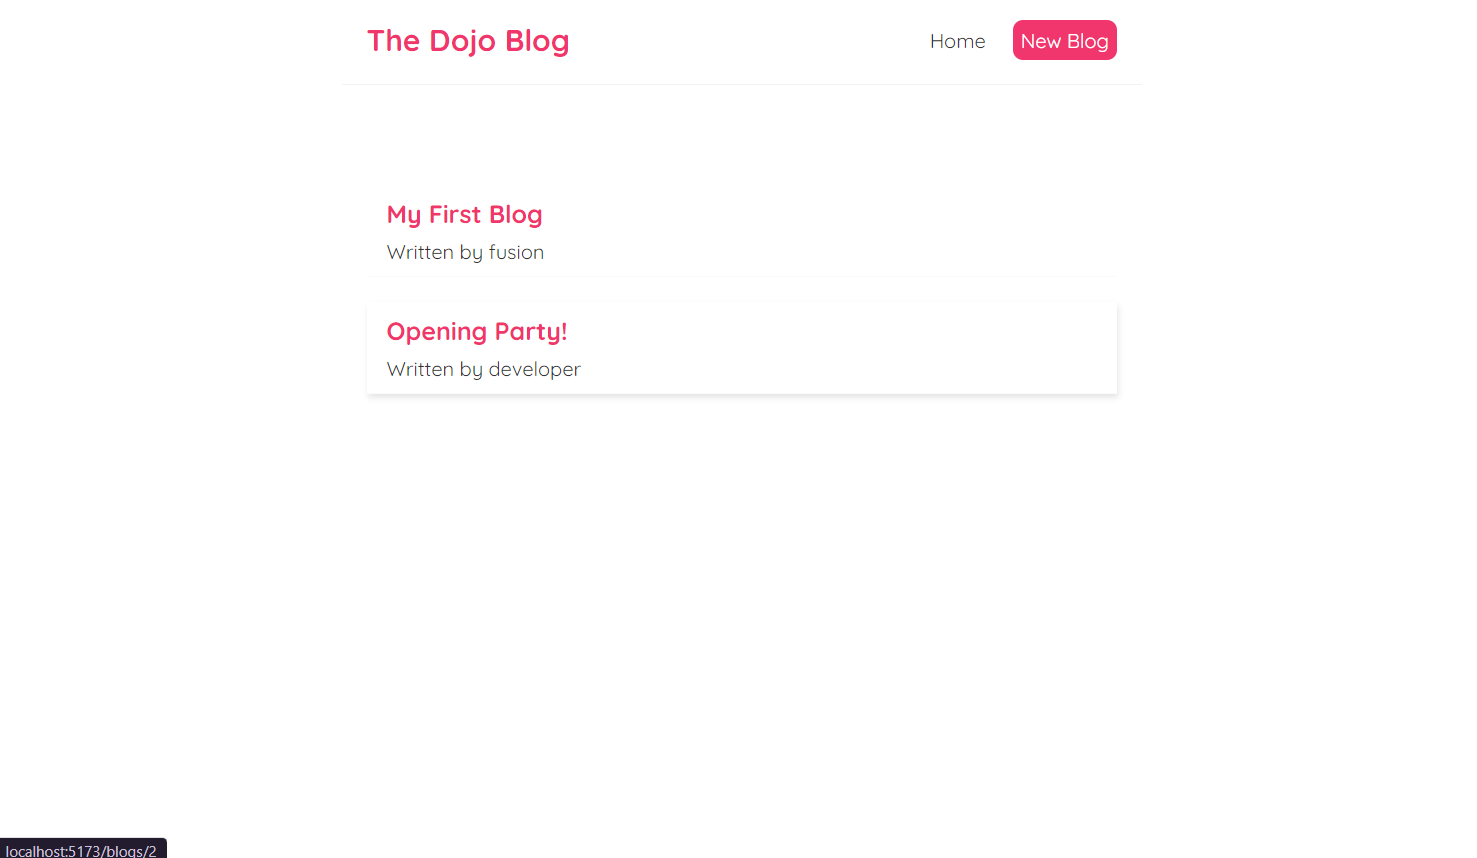 The Dojo Blog
Home
New Blog
My First Blog
Written by fusion
Opening Party!
Written by developer
localhost:5173/blogs/2